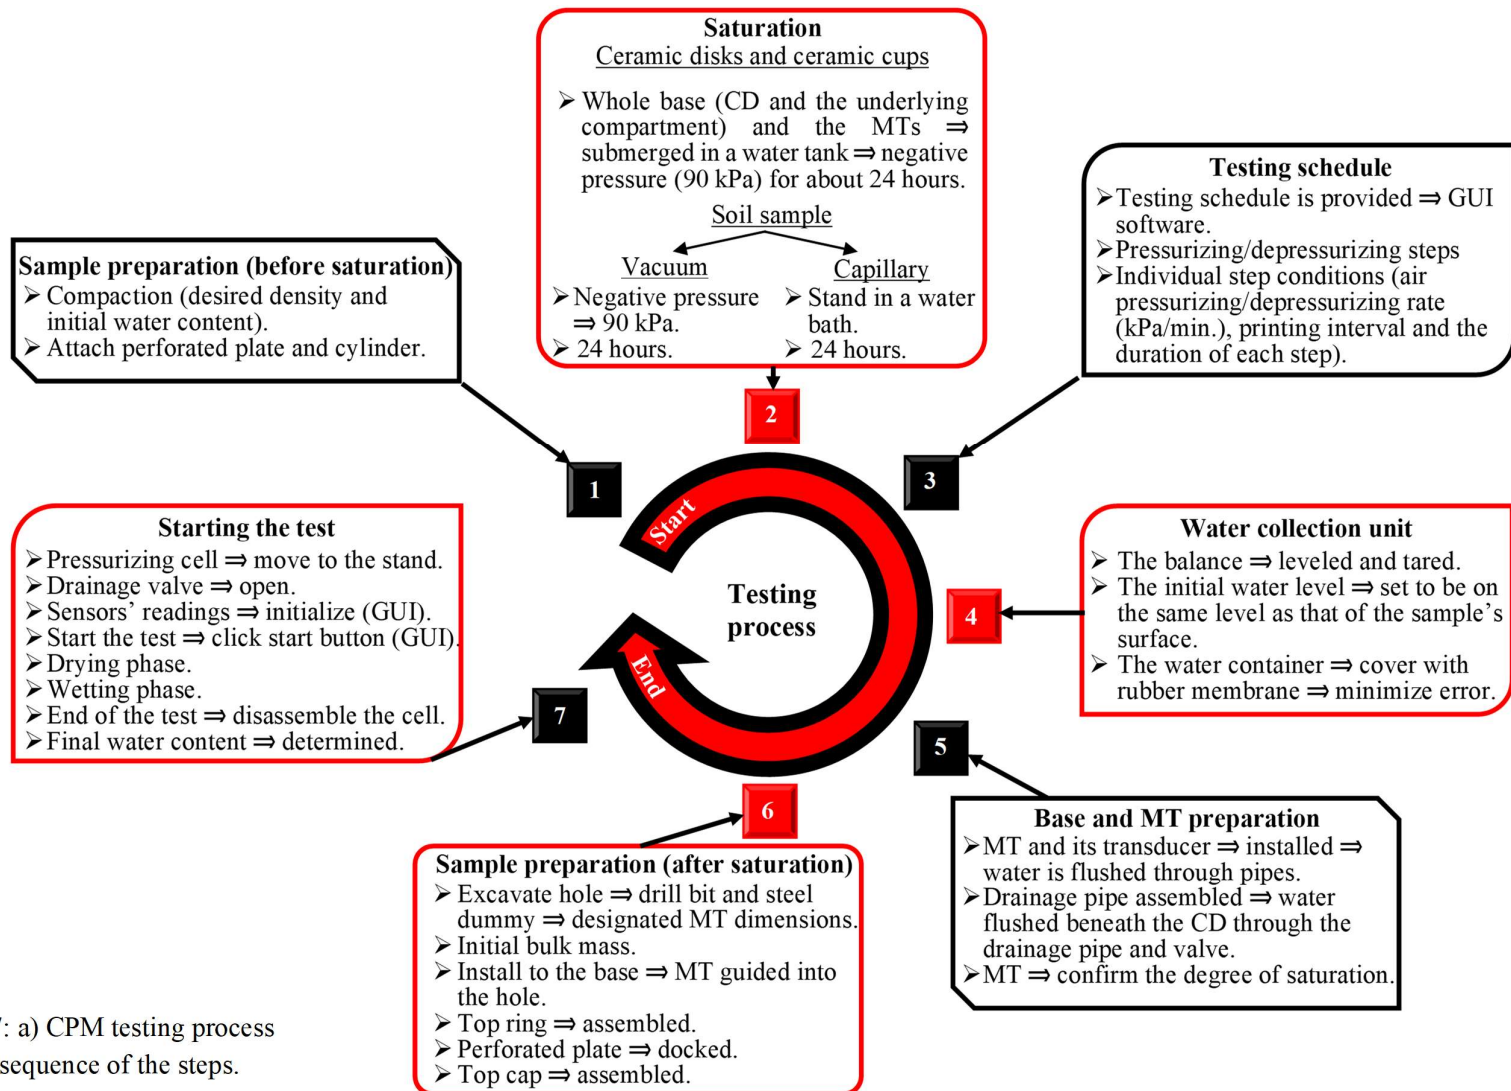 Saturation
Ceramic disks and ceramic cups
➢ Whole base (CD and the underlying
compartment) and the MTs ⇒
submerged in a water tank ⇒ negative
pressure (90 kPa) for about 24 hours.
Soil sample
Vacuum
➢ Negative pressure
⇒ 90 kPa.
➢ 24 hours.
Capillary
➢ Stand in a water
bath.
➢ 24 hours.
Testing schedule
➢ Testing schedule is provided ⇒ GUI
software.
➢ Pressurizing/depressurizing steps
➢ Individual step conditions (air
pressurizing/depressurizing rate
(kPa/min.), printing interval and the
duration of each step).
Sample preparation (before saturation)
➢ Compaction (desired density and
initial water content).
➢ Attach perforated plate and cylinder.
1
2
3
4
5
6
7
Start
End
Testing
process
Starting the test
➢ Pressurizing cell ⇒ move to the stand.
➢ Drainage valve ⇒ open.
➢ Sensors’ readings ⇒ initialize (GUI).
➢ Start the test ⇒ click start button (GUI).
➢ Drying phase.
➢ Wetting phase.
➢ End of the test ⇒ disassemble the cell.
➢ Final water content ⇒ determined.
Water collection unit
➢ The balance ⇒ leveled and tared.
➢ The initial water level ⇒ set to be on
the same level as that of the sample’s
surface.
➢ The water container ⇒ cover with
rubber membrane ⇒ minimize error.
Base and MT preparation
➢ MT and its transducer ⇒ installed ⇒
water is flushed through pipes.
➢ Drainage pipe assembled ⇒ water
flushed beneath the CD through the
drainage pipe and valve.
➢ MT ⇒ confirm the degree of saturation.
Sample preparation (after saturation)
➢ Excavate hole ⇒ drill bit and steel
dummy ⇒ designated MT dimensions.
➢ Initial bulk mass.
➢ Install to the base ⇒ MT guided into
the hole.
➢ Top ring ⇒ assembled.
➢ Perforated plate ⇒ docked.
➢ Top cap ⇒ assembled.
: a) CPM testing process
sequence of the steps.